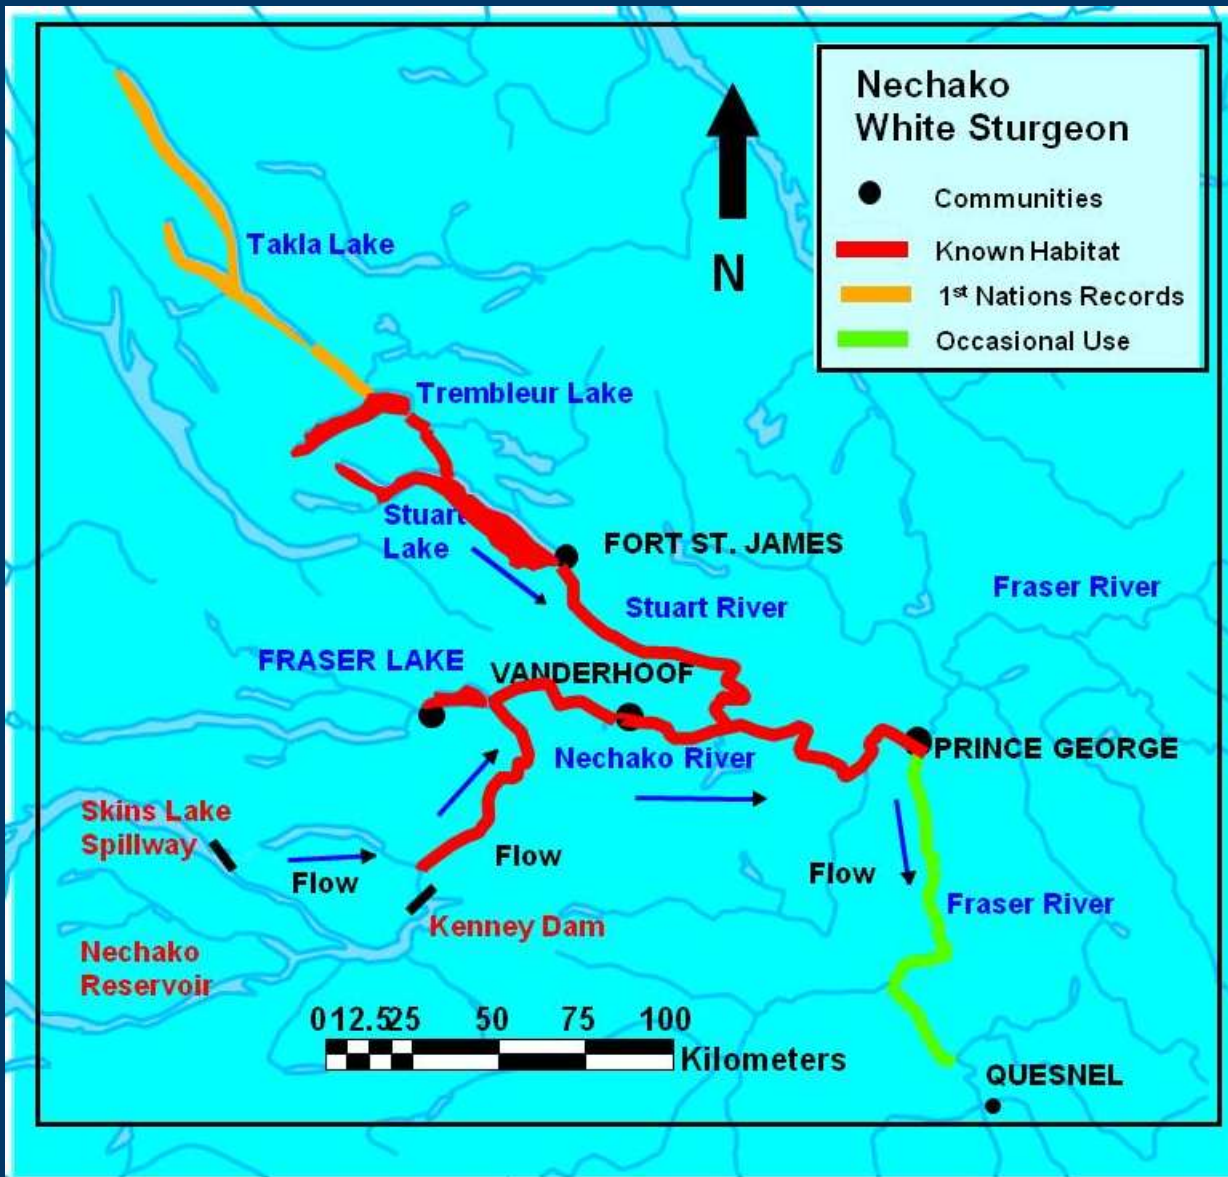 Nechako
White Sturgeon
Communities
Known Habitat
1st Nations Records
Occasional Use
N
Takla Lake
Trembleur Lake
Stuart
Lake
FORT ST. JAMES
Fraser River
Stuart River
FRASER LAKE
VANDERHOOF
Nechako River
PRINCE GEORGE
Skins Lake
Spillway
Flow
Flow
Flow
Fraser River
Kenney Dam
Nechako
Reservoir
0 12.5 25 50 75 100
Kilometers
QUESNEL